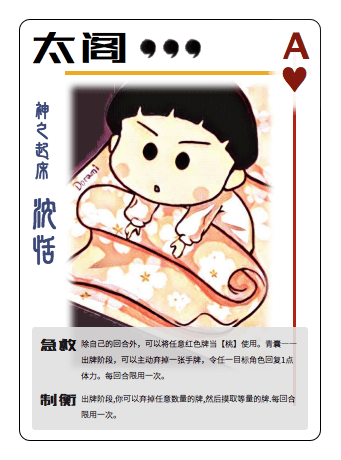 太阁
A
神之起席
沈恬
Dorami
急救 除自己的回合外，可以将任意红色牌当【桃】使用。青囊一一
出牌阶段，可以主动弃掉一张手牌，令任一目标角色回复1点
体力。每回合限用一次。
制衡 出牌阶段,你可以弃掉任意数量的牌,然后摸取等量的牌.每回合
限用一次。